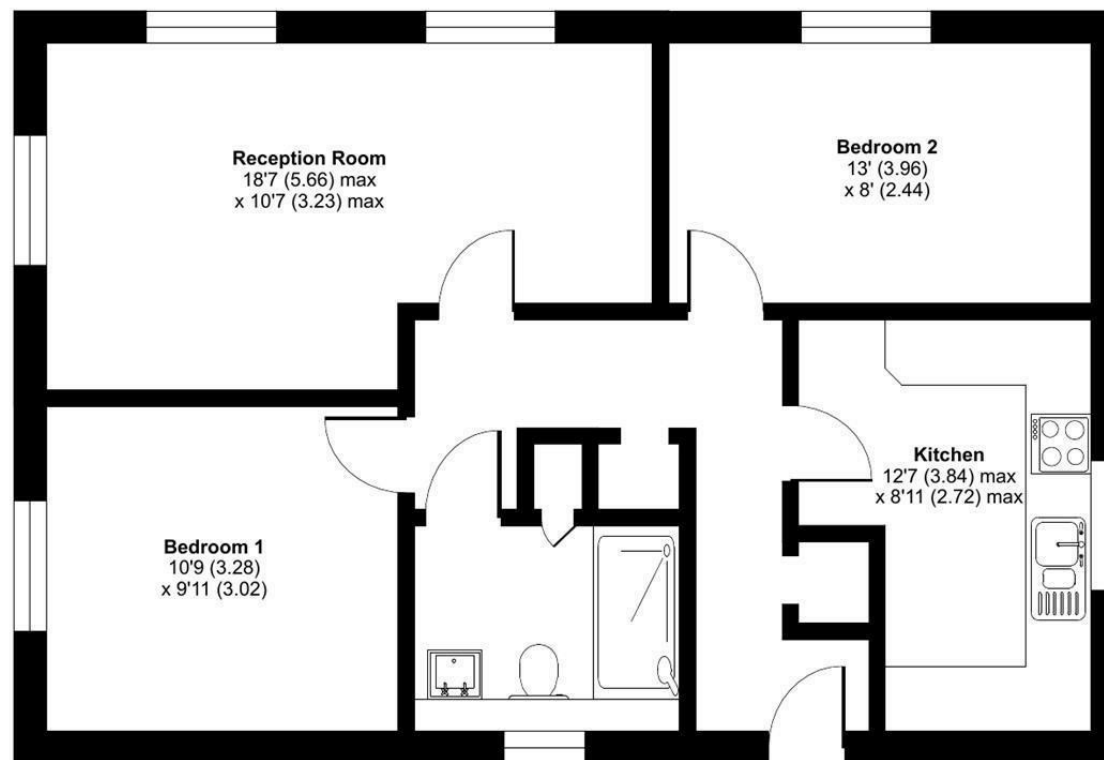 Reception Room
18'7 (5.66) max
x 10'7 (3.23) max
Bedroom 2
13' (3.96)
x 8' (2.44)
Kitchen
12'7 (3.84) max
x 8'11 (2.72) max
Bedroom 1
10'9 (3.28)
x 9'11 (3.02)